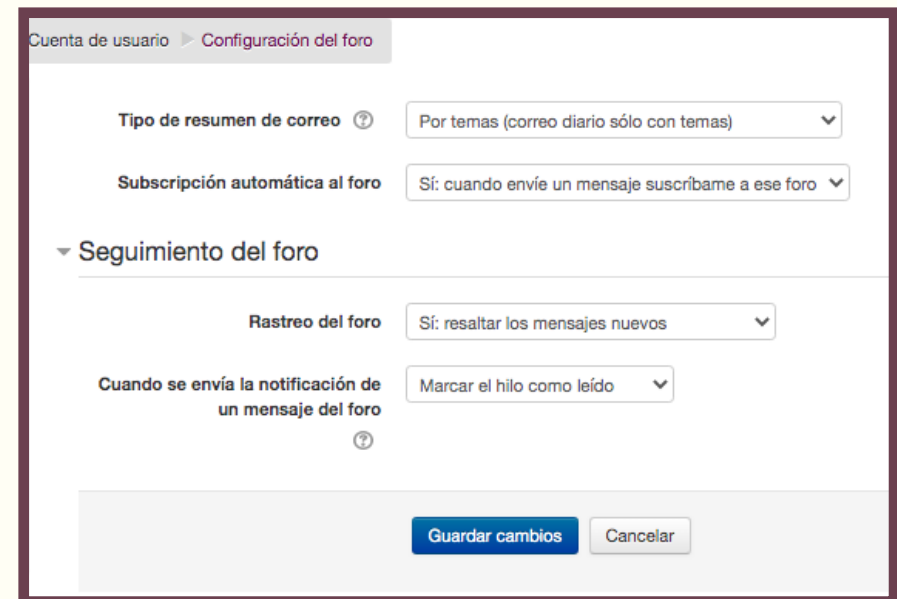 Cuenta de usuario Configuración del foro
Tipo de resumen de correo ?
Por temas (correo diario sólo con temas)
Subscripción automática al foro
Sí: cuando envíe un mensaje suscríbame a ese foro
Seguimiento del foro
Rastreo del foro
Sí: resaltar los mensajes nuevos
Cuando se envía la notificación de
un mensaje del foro
?
Marcar el hilo como leído
Guardar cambios
Cancelar